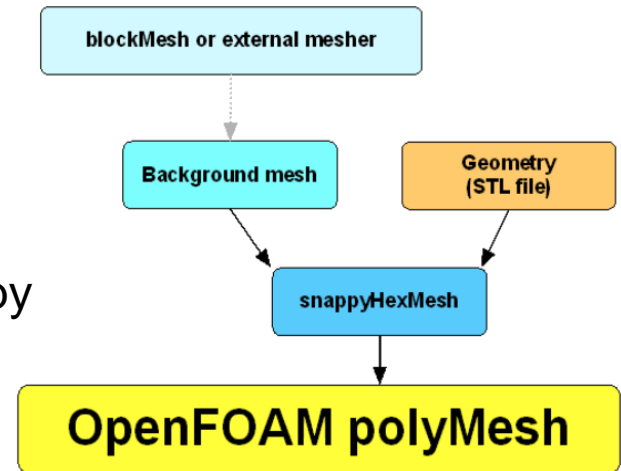 blockMesh or external mesher
Background mesh
Geometry
(STL file)
snappyHexMesh
OpenFOAM polyMesh